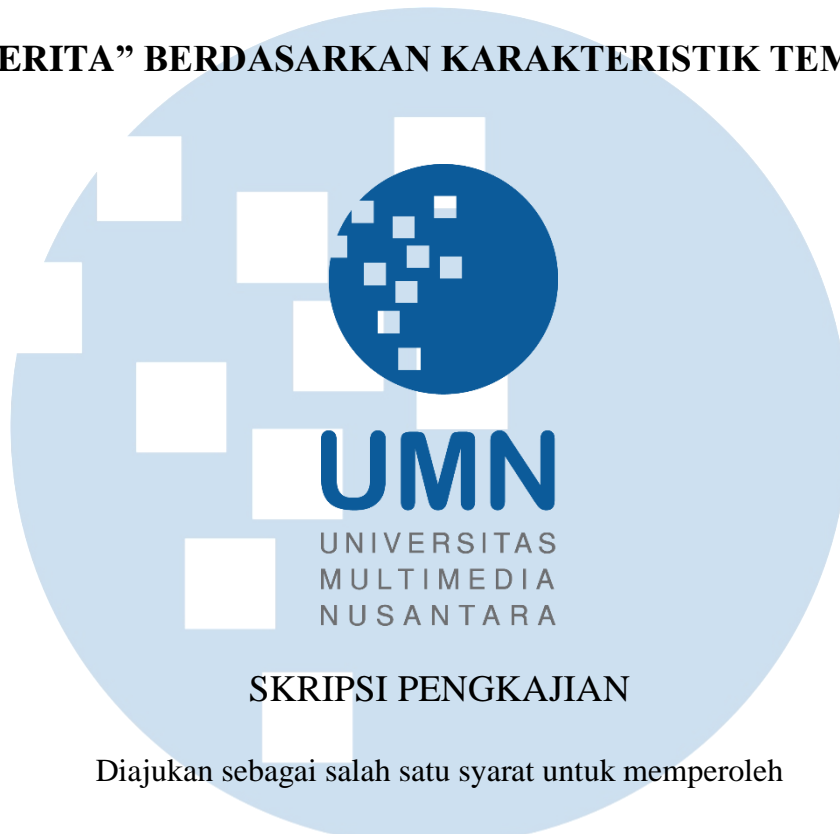 ERITA” BERDASARKAN KARAKTERISTIK TEM
UMN
UNIVERSITAS
MULTIMEDIA
NUSANTARA
SKRIPSI PENGKAJIAN
Diajukan sebagai salah satu syarat untuk memperoleh